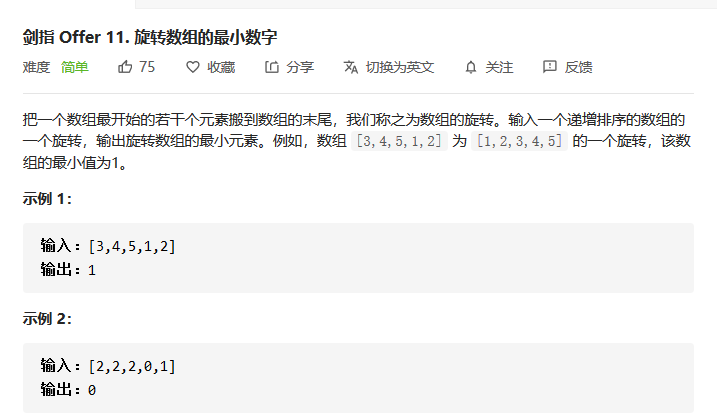 剑指 Offer 11. 旋转数组的最小数字
难度 简单 75 收藏 分享 切换为英文 关注 反馈
把一个数组最开始的若干个元素搬到数组的末尾，我们称之为数组的旋转。输入一个递增排序的数组的
一个旋转，输出旋转数组的最小元素。例如，数组 [3,4,5,1,2] 为 [1,2,3,4,5] 的一个旋转，该数
组的最小值为1。
示例 1：
输入：[3,4,5,1,2]
输出：1
示例 2：
输入：[2,2,2,0,1]
输出：0